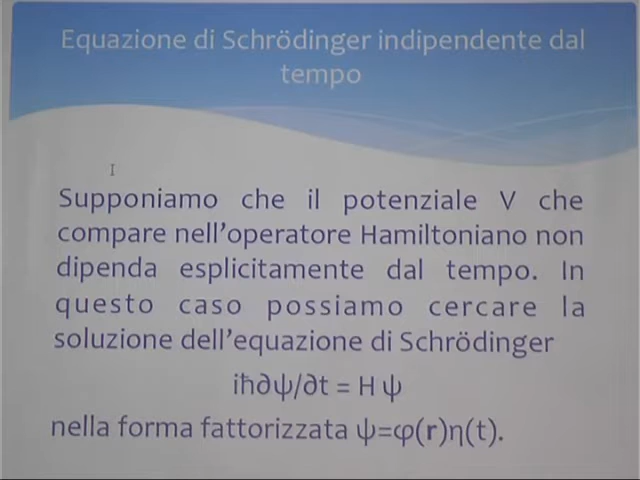 Equazione di Schrödinger indipendente dal
tempo
Supponiamo che il potenziale V che
compare nell’operatore Hamiltoniano non
dipenda esplicitamente dal tempo. In
questo caso possiamo cercare la
soluzione dell’equazione di Schrödinger
iħ∂ψ/∂t = H ψ
nella forma fattorizzata ψ=φ(r)η(t).